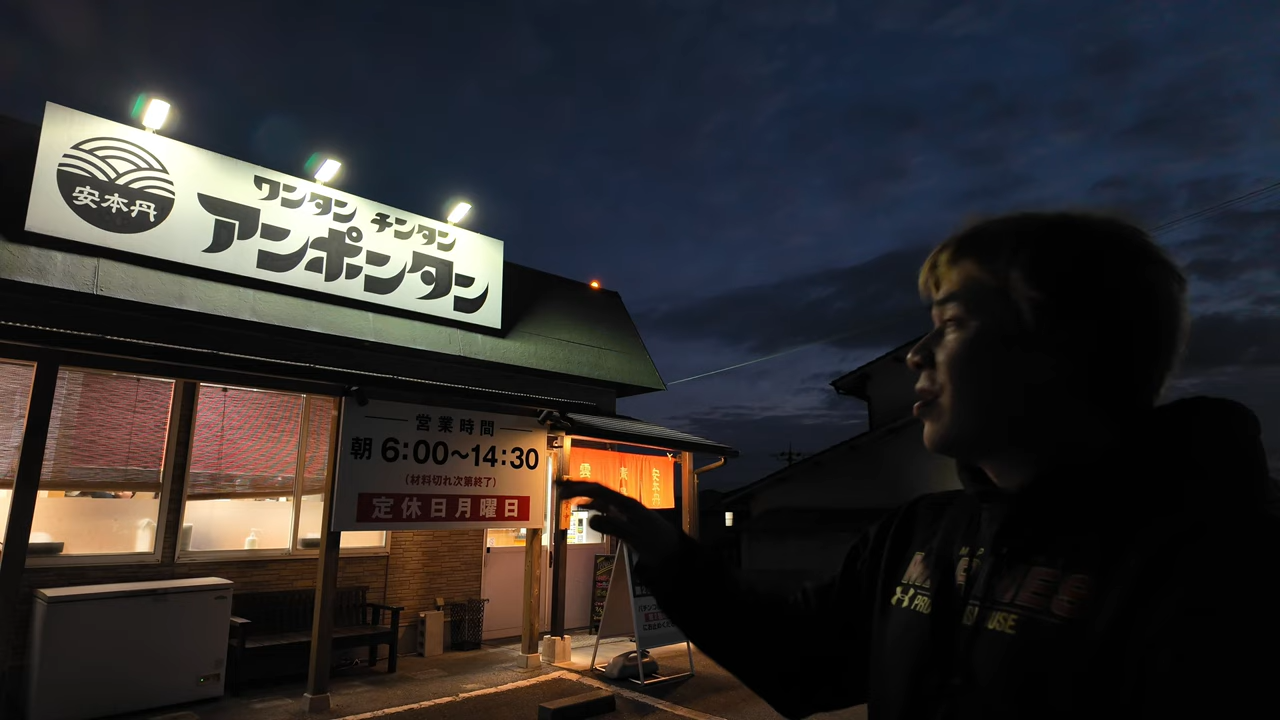 安本丹
ワンタン チンタン
アンポンタン
営業時間
朝 6:00〜14:30
(材料切れ次第終了)
定休日月曜日